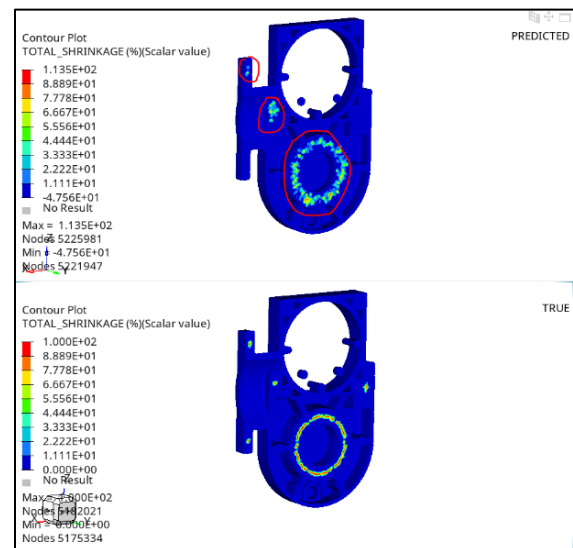 Contour Plot
PREDICTED
TOTAL_SHRINKAGE (%)(Scalar value)
1.135E+02
8.889E+01
7.778E+01
6.667E+01
5.556E+01
4.444E+01
3.333E+01
2.222E+01
1.111E+01
-4.756E+01
No Result
Max = 1.135E+02
Nodes 5225981
Min = -4.756E+01
Nodes 5221947
Z
X
Y
Contour Plot
TRUE
TOTAL_SHRINKAGE (%)(Scalar value)
1.000E+02
8.889E+01
7.778E+01
6.667E+01
5.556E+01
4.444E+01
3.333E+01
2.222E+01
1.111E+01
0.000E+00
No Result
Max =
Nodes
Min =
Nodes 5175334
Z
X
Y